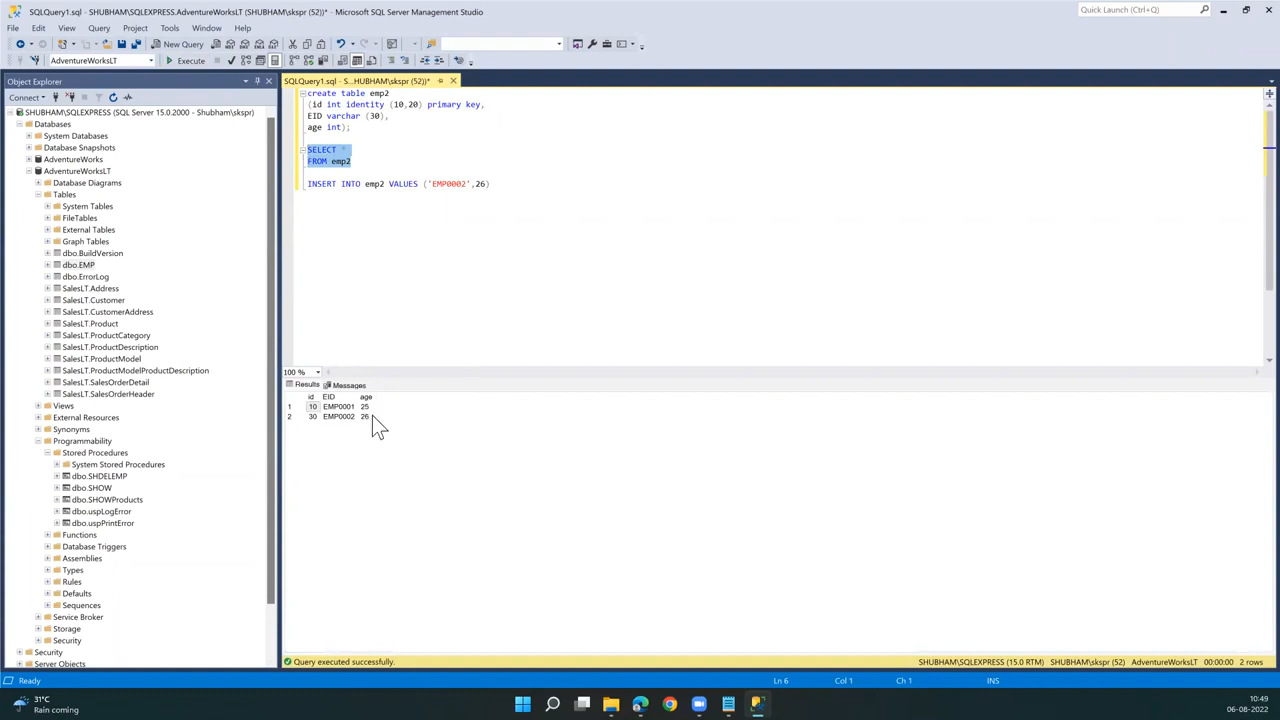 SQLQuery1.sql - SHUBHAM\SQLEXPRESS.AdventureWorksLT (SHUBHAM\skspr (52))* - Microsoft SQL Server Management Studio
Quick Launch (Ctrl+Q)
File Edit View Query Project Tools Window Help
New Query
AdventureWorksLT Execute
Object Explorer
SQLQuery1.sql - S...HUBHAM\skspr (52))*
Connect
SHUBHAM\SQLEXPRESS (SQL Server 15.0.2000 - Shubham\skspr)
Databases
System Databases
Database Snapshots
AdventureWorks
AdventureWorksLT
Database Diagrams
Tables
System Tables
FileTables
External Tables
Graph Tables
dbo.BuildVersion
dbo.EMP
dbo.ErrorLog
SalesLT.Address
SalesLT.Customer
SalesLT.CustomerAddress
SalesLT.Product
SalesLT.ProductCategory
SalesLT.ProductDescription
SalesLT.ProductModel
SalesLT.ProductModelProductDescription
SalesLT.SalesOrderDetail
SalesLT.SalesOrderHeader
Views
External Resources
Synonyms
Programmability
Stored Procedures
System Stored Procedures
dbo.SHDELEMP
dbo.SHOW
dbo.SHOWProducts
dbo.uspLogError
dbo.uspPrintError
Functions
Database Triggers
Assemblies
Types
Rules
Defaults
Sequences
Service Broker
Storage
Security
Security
Server Objects
create table emp2
(id int identity (10,20) primary key,
EID varchar (30),
age int);
SELECT *
FROM emp2
INSERT INTO emp2 VALUES ('EMP0002',26)
100 %
Results Messages
id EID age
1 10 EMP0001 25
2 30 EMP0002 26
Query executed successfully.
SHUBHAM\SQLEXPRESS (15.0 RTM) SHUBHAM\skspr (52) AdventureWorksLT 00:00:00 2 rows
Ready Ln 6 Col 1 Ch 1 INS
31°C
Rain coming
10:49
06-08-2022